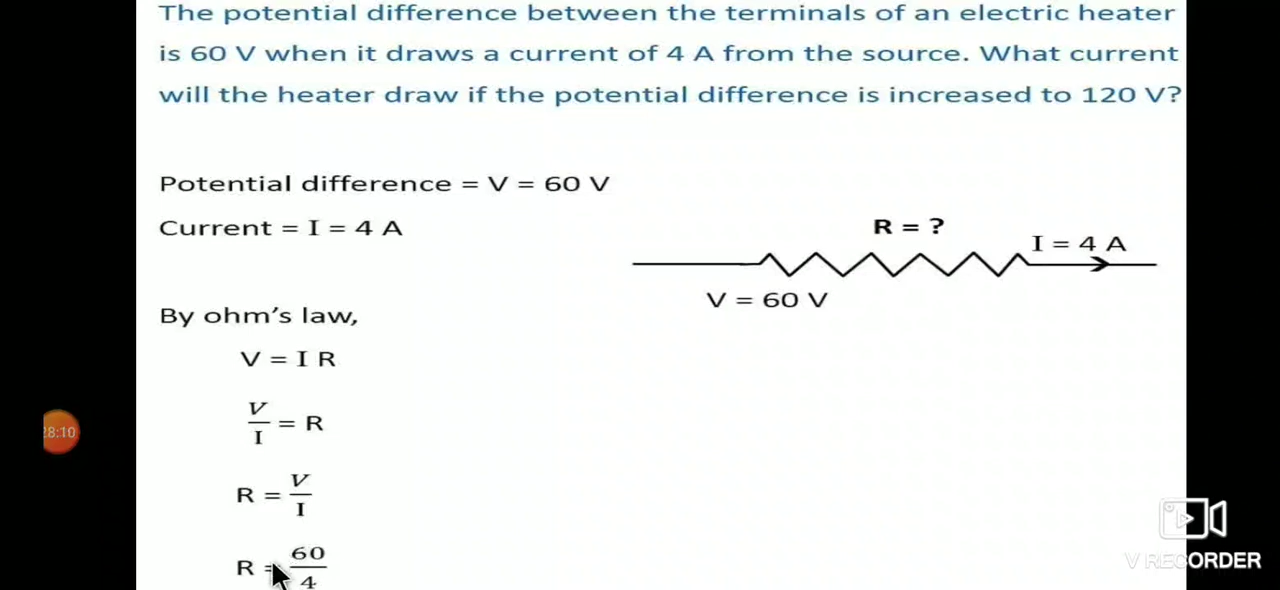 The potential difference between the terminals of an electric heater
is 60 V when it draws a current of 4 A from the source. What current
will the heater draw if the potential difference is increased to 120 V?
Potential difference = V = 60 V
Current = I = 4 A
R = ?
I = 4 A
V = 60 V
By ohm's law,
V = I R
V/I = R
R = V/I
R = 60/4
28:10
V RECORDER